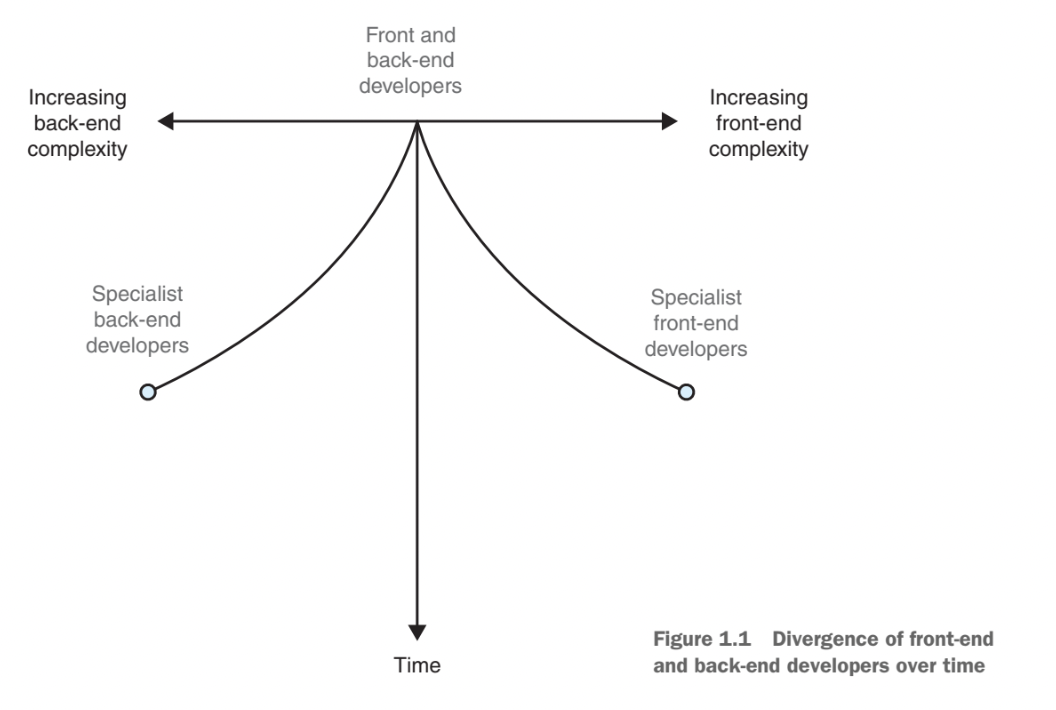 Front and
back-end
developers
Increasing
back-end
complexity
Increasing
front-end
complexity
Specialist
back-end
developers
Specialist
front-end
developers
Time
Figure 1.1 Divergence of front-end
and back-end developers over time